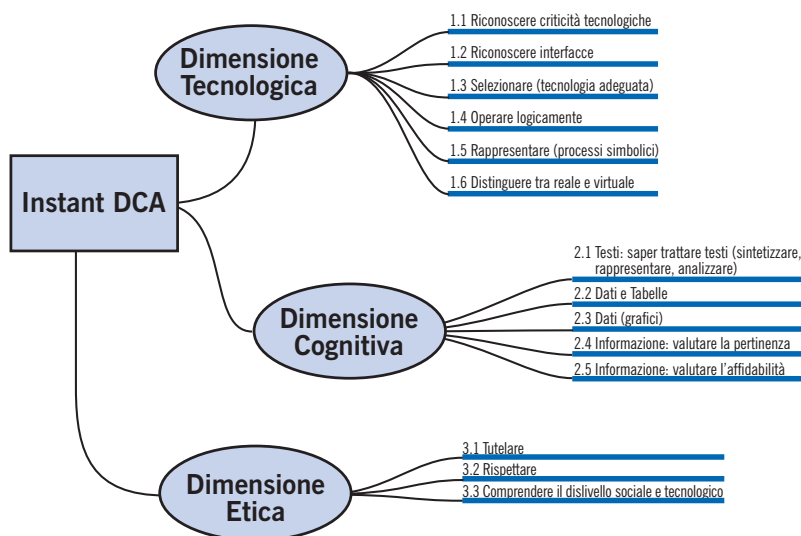 Instant DCA
Dimensione
Tecnologica
1.1 Riconoscere criticità tecnologiche
1.2 Riconoscere interfacce
1.3 Selezionare (tecnologia adeguata)
1.4 Operare logicamente
1.5 Rappresentare (processi simbolici)
1.6 Distinguere tra reale e virtuale
Dimensione
Cognitiva
2.1 Testi: saper trattare testi (sintetizzare,
rappresentare, analizzare)
2.2 Dati e Tabelle
2.3 Dati (grafici)
2.4 Informazione: valutare la pertinenza
2.5 Informazione: valutare l’affidabilità
Dimensione
Etica
3.1 Tutelare
3.2 Rispettare
3.3 Comprendere il dislivello sociale e tecnologico